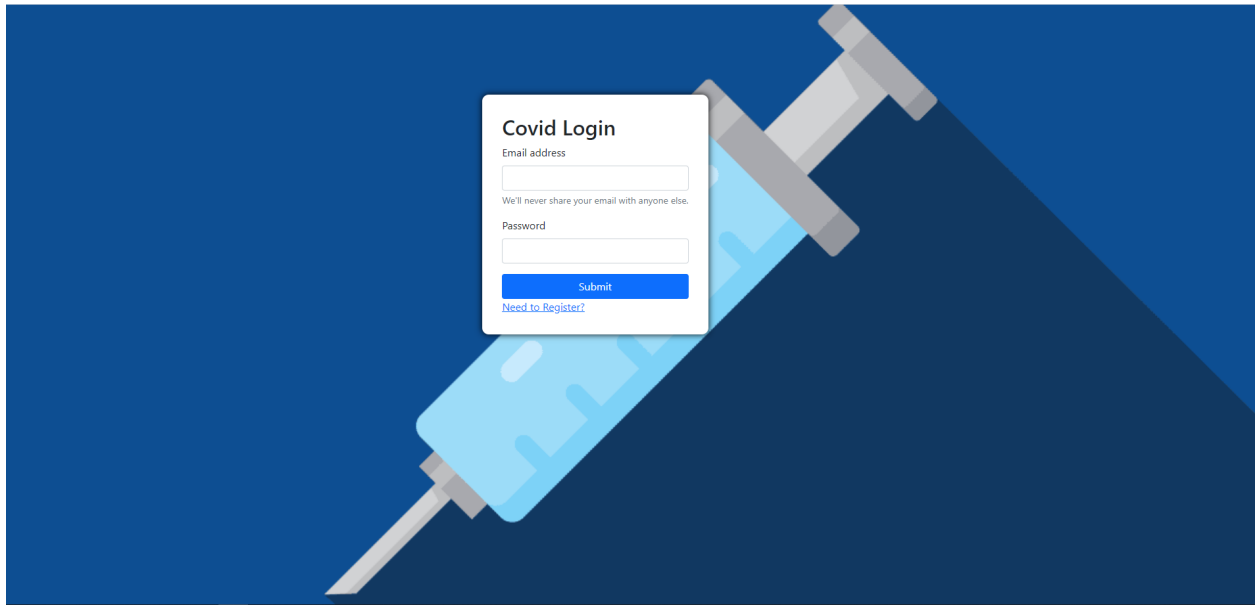 Covid Login
Email address
We'll never share your email with anyone else.
Password
Submit
Need to Register?